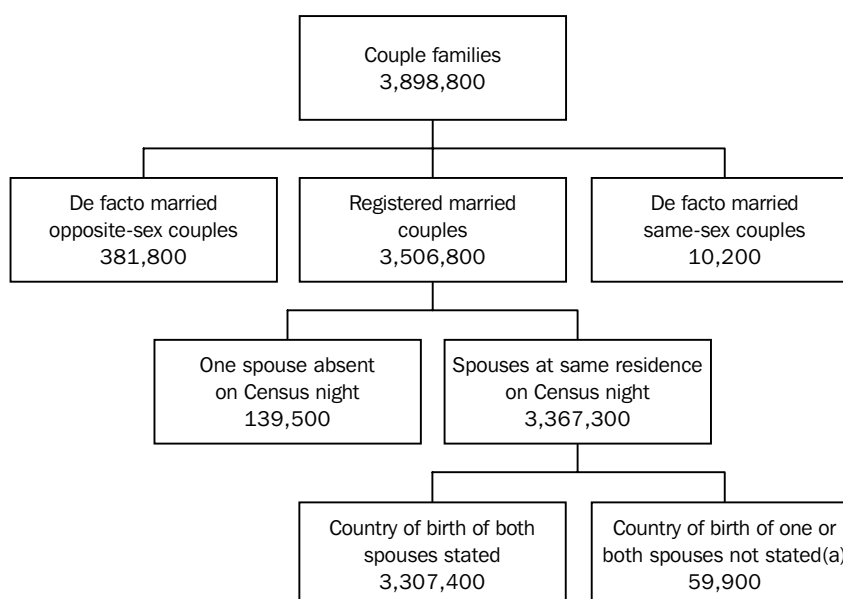 Couple families
3,898,800
De facto married
opposite-sex couples
381,800
Registered married
couples
3,506,800
De facto married
same-sex couples
10,200
One spouse absent
on Census night
139,500
Spouses at same residence
on Census night
3,367,300
Country of birth of both
spouses stated
3,307,400
Country of birth of one or
both spouses not stated(a)
59,900